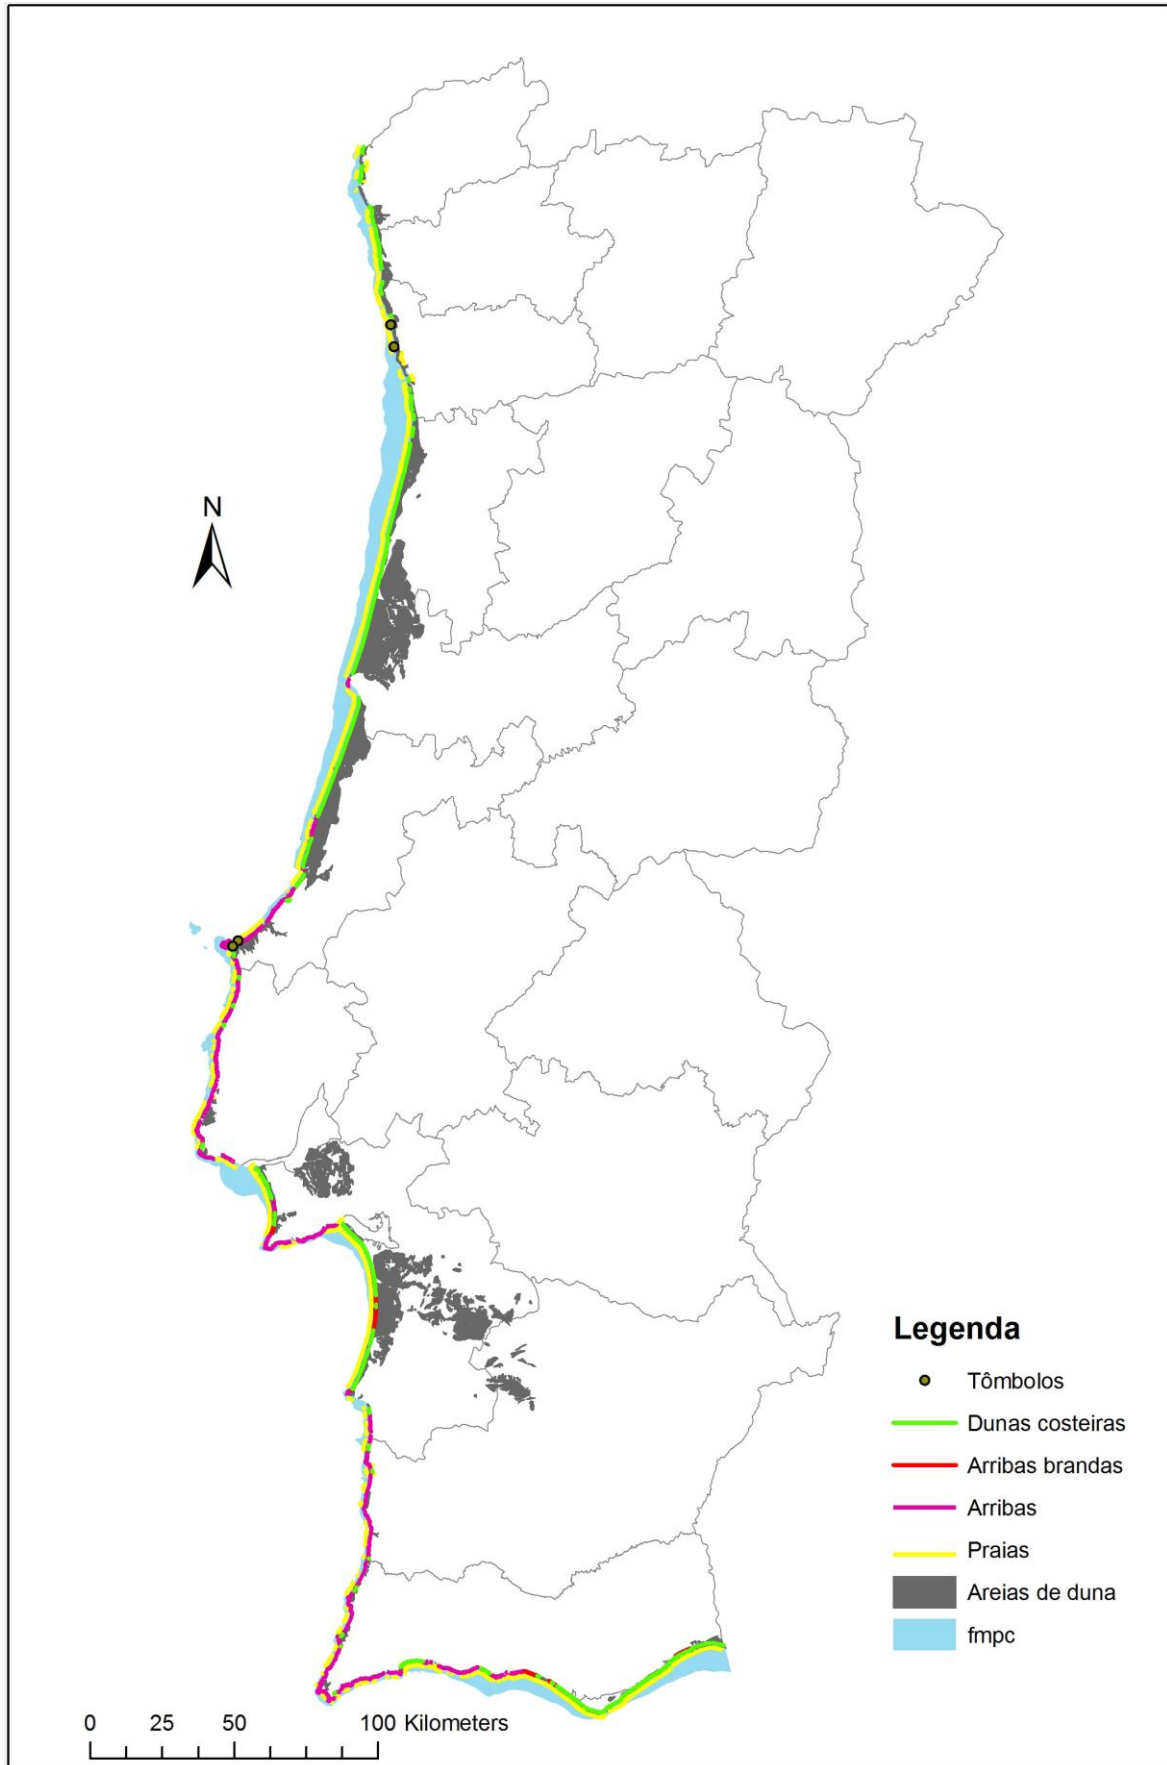 N
Legenda
Tômbolos
Dunas costeiras
Arribas brandas
Arribas
Praias
Areias de duna
fmpc
0 25 50 100 Kilometers